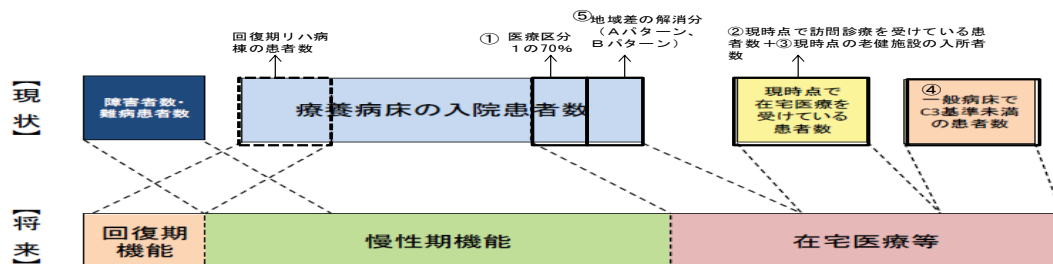 回復期リハ病
棟の患者数
① 医療区分
1の70%
⑤地域差の解消分
(Aパターン、
Bパターン)
②現時点で訪問診療を受けている患
者数+③現時点の老健施設の入所者
数
【現状】
障害者数・
難病患者数
療養病床の入院患者数
現時点で
在宅医療を
受けている
患者数
④
一般病床で
C3基準未満
の患者数
【将来】
回復期
機能
慢性期機能
在宅医療等